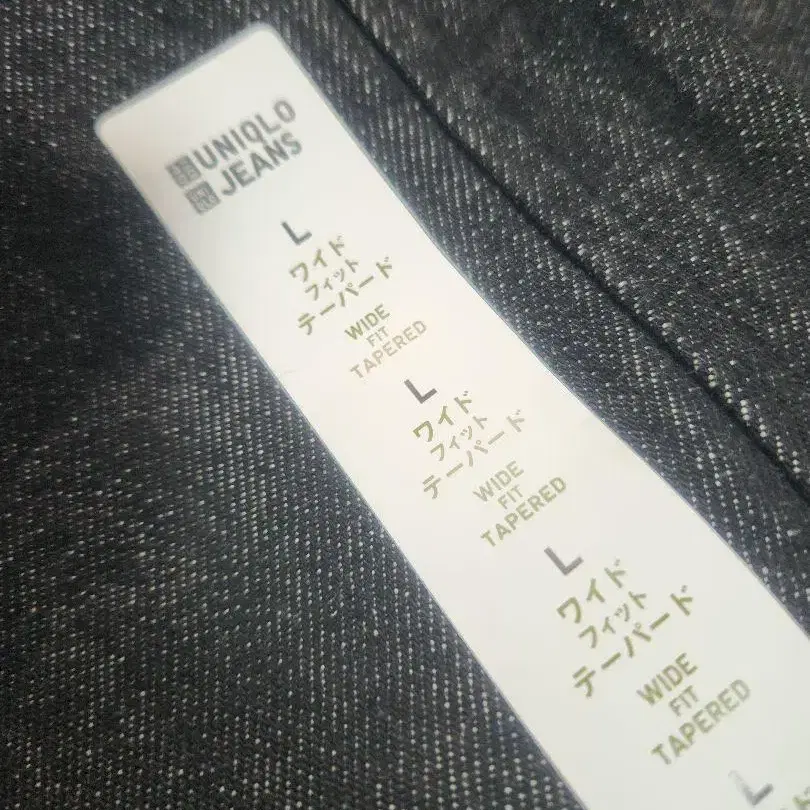 UNIQLO
JEANS
L
ワイド
フィット
テーパード
WIDE
FIT
TAPERED
L
ワイド
フィット
テーパード
WIDE
FIT
TAPERED
L
ワイド
フィット
テーパード
WIDE
FIT
TAPERED
L